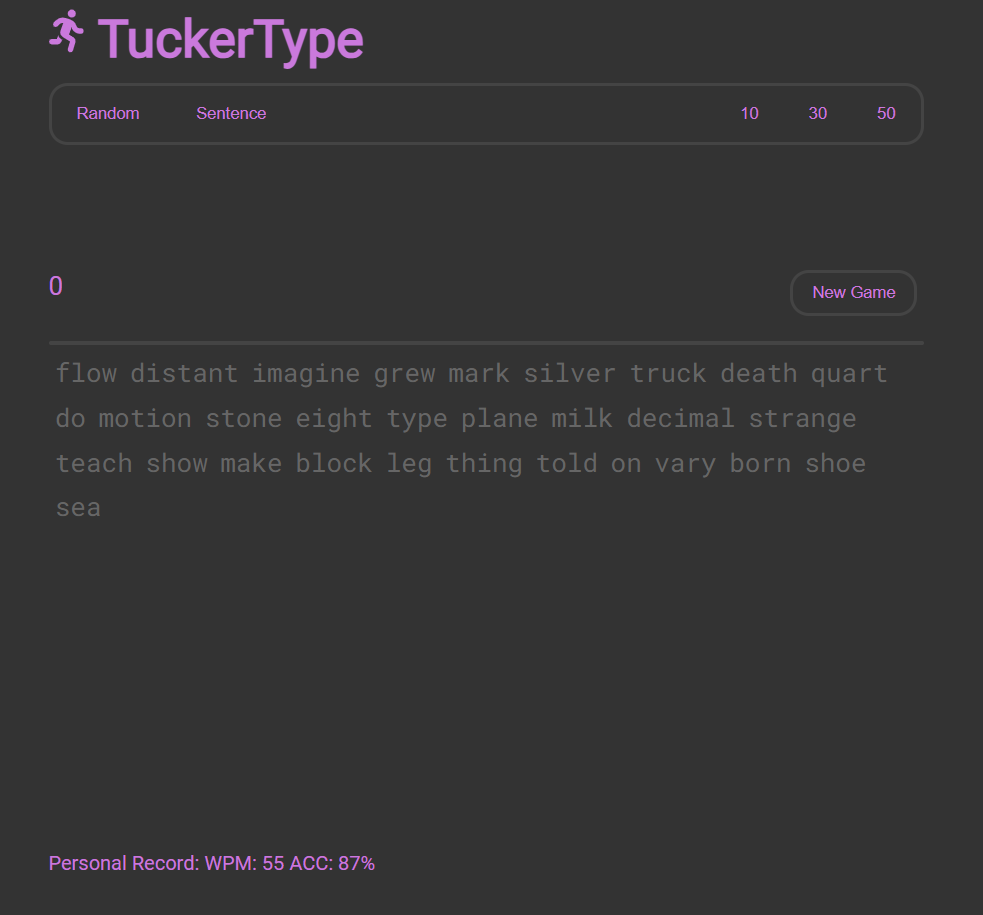 TuckerType
Random Sentence 10 30 50
0 New Game
flow distant imagine grew mark silver truck death quart
do motion stone eight type plane milk decimal strange
teach show make block leg thing told on vary born shoe
sea
Personal Record: WPM: 55 ACC: 87%